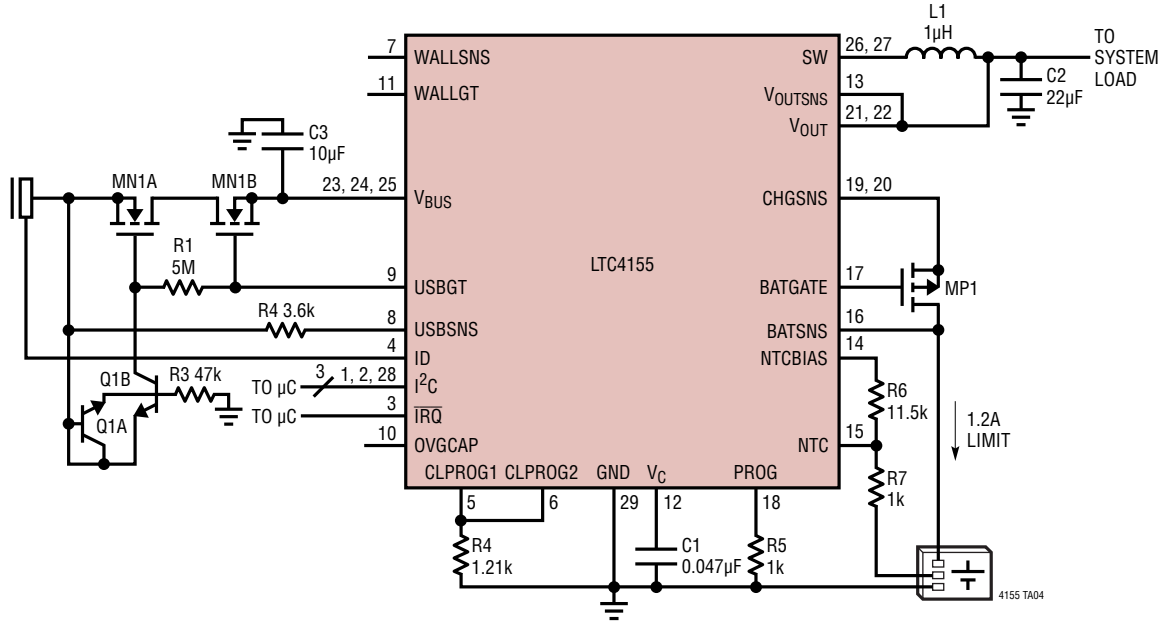 L1
1µH
TO
SYSTEM
LOAD
C2
22µF
26, 27
SW
13
VOUTSNS
21, 22
VOUT
7
WALLSNS
11
WALLGT
C3
10µF
MN1A
MN1B
23, 24, 25
VBUS
19, 20
CHGSNS
R1
5M
LTC4155
9
USBGT
17
BATGATE
MP1
R4 3.6k
8
USBSNS
16
BATSNS
4
ID
14
NTCBIAS
Q1B
R3 47k
TO µC
3
1, 2, 28
I2C
R6
11.5k
Q1A
TO µC
3
IRQ
1.2A
LIMIT
10
OVGCAP
15
NTC
CLPROG1
CLPROG2
GND
VC
PROG
R7
1k
5
6
29
12
18
R4
1.21k
C1
0.047µF
R5
1k
4155 TA04